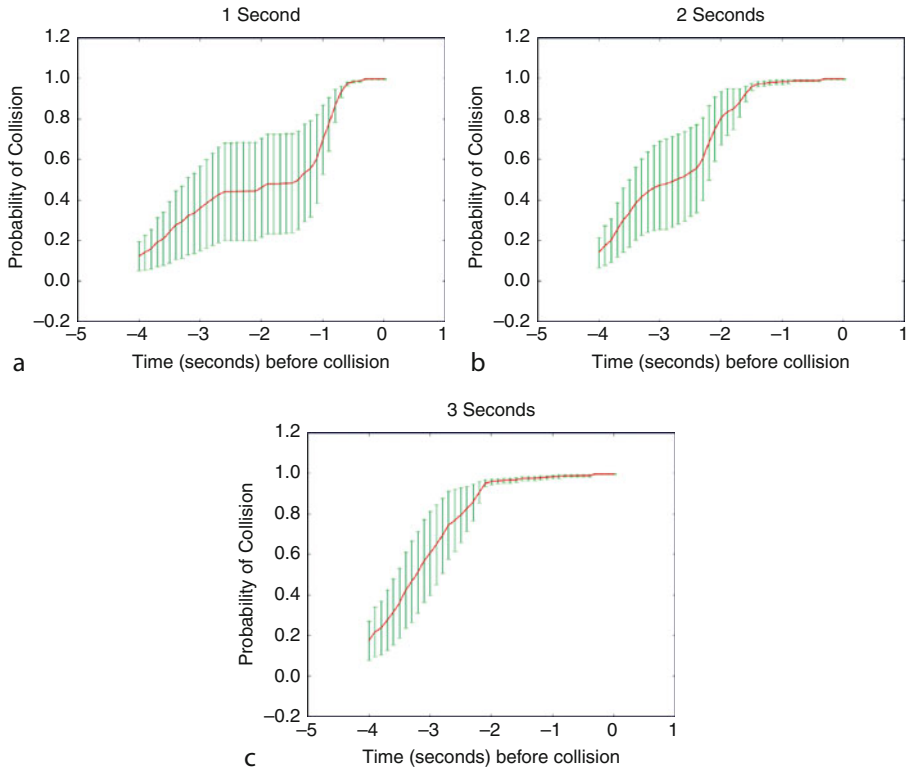 1 Second
Probability of Collision
1.2
1.0
0.8
0.6
0.4
0.2
0.0
–0.2
–5 –4 –3 –2 –1 0 1
Time (seconds) before collision
a
2 Seconds
Probability of Collision
1.2
1.0
0.8
0.6
0.4
0.2
0.0
–0.2
–5 –4 –3 –2 –1 0 1
Time (seconds) before collision
b
3 Seconds
Probability of Collision
1.2
1.0
0.8
0.6
0.4
0.2
0.0
–0.2
–5 –4 –3 –2 –1 0 1
Time (seconds) before collision
c